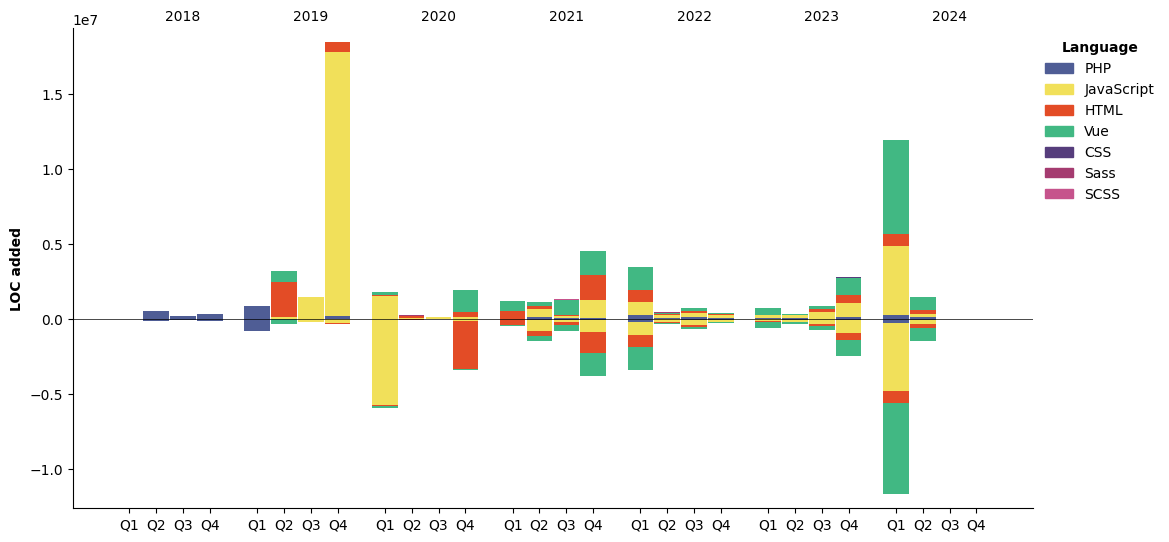 1e7
2018 2019 2020 2021 2022 2023 2024
Language
PHP
JavaScript
HTML
Vue
CSS
Sass
SCSS
1.5
1.0
0.5
0.0
−0.5
−1.0
LOC added
Q1 Q2 Q3 Q4 Q1 Q2 Q3 Q4 Q1 Q2 Q3 Q4 Q1 Q2 Q3 Q4 Q1 Q2 Q3 Q4 Q1 Q2 Q3 Q4 Q1 Q2 Q3 Q4